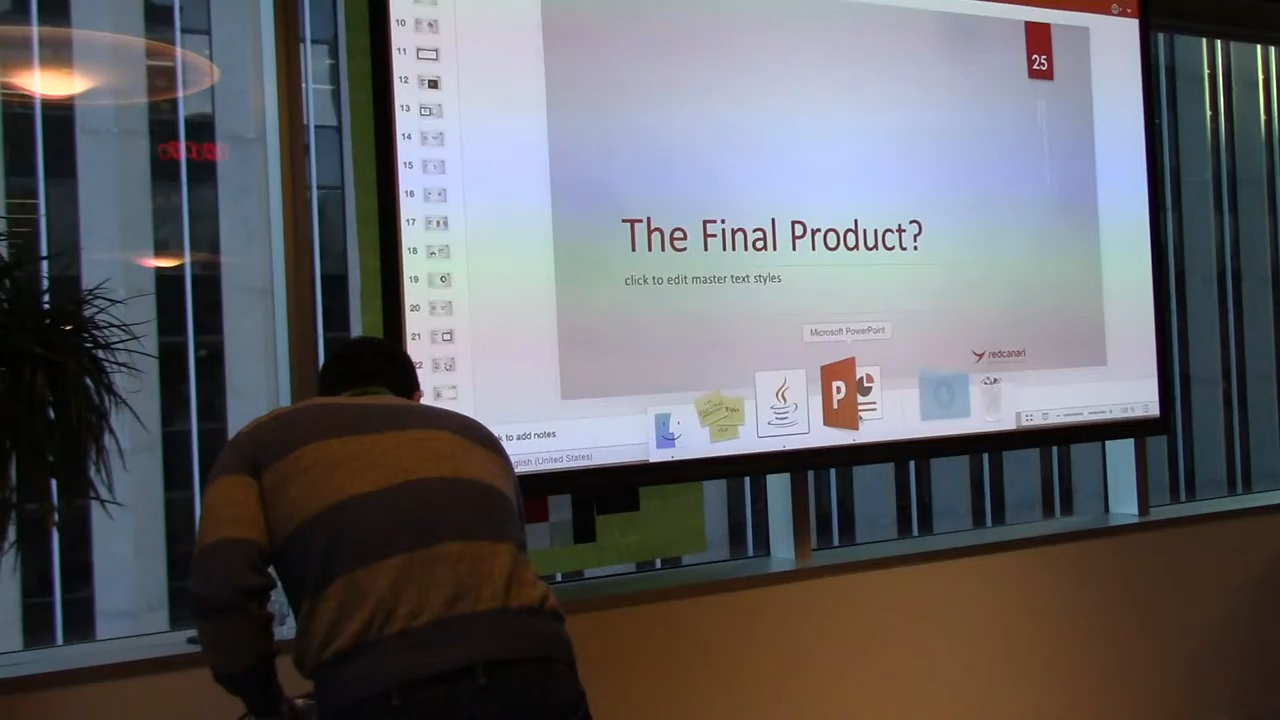 10
11
12
13
14
15
16
17
18
19
20
21
25
The Final Product?
click to edit master text styles
Microsoft PowerPoint
redcanari
P
k to add notes
glish (United States)